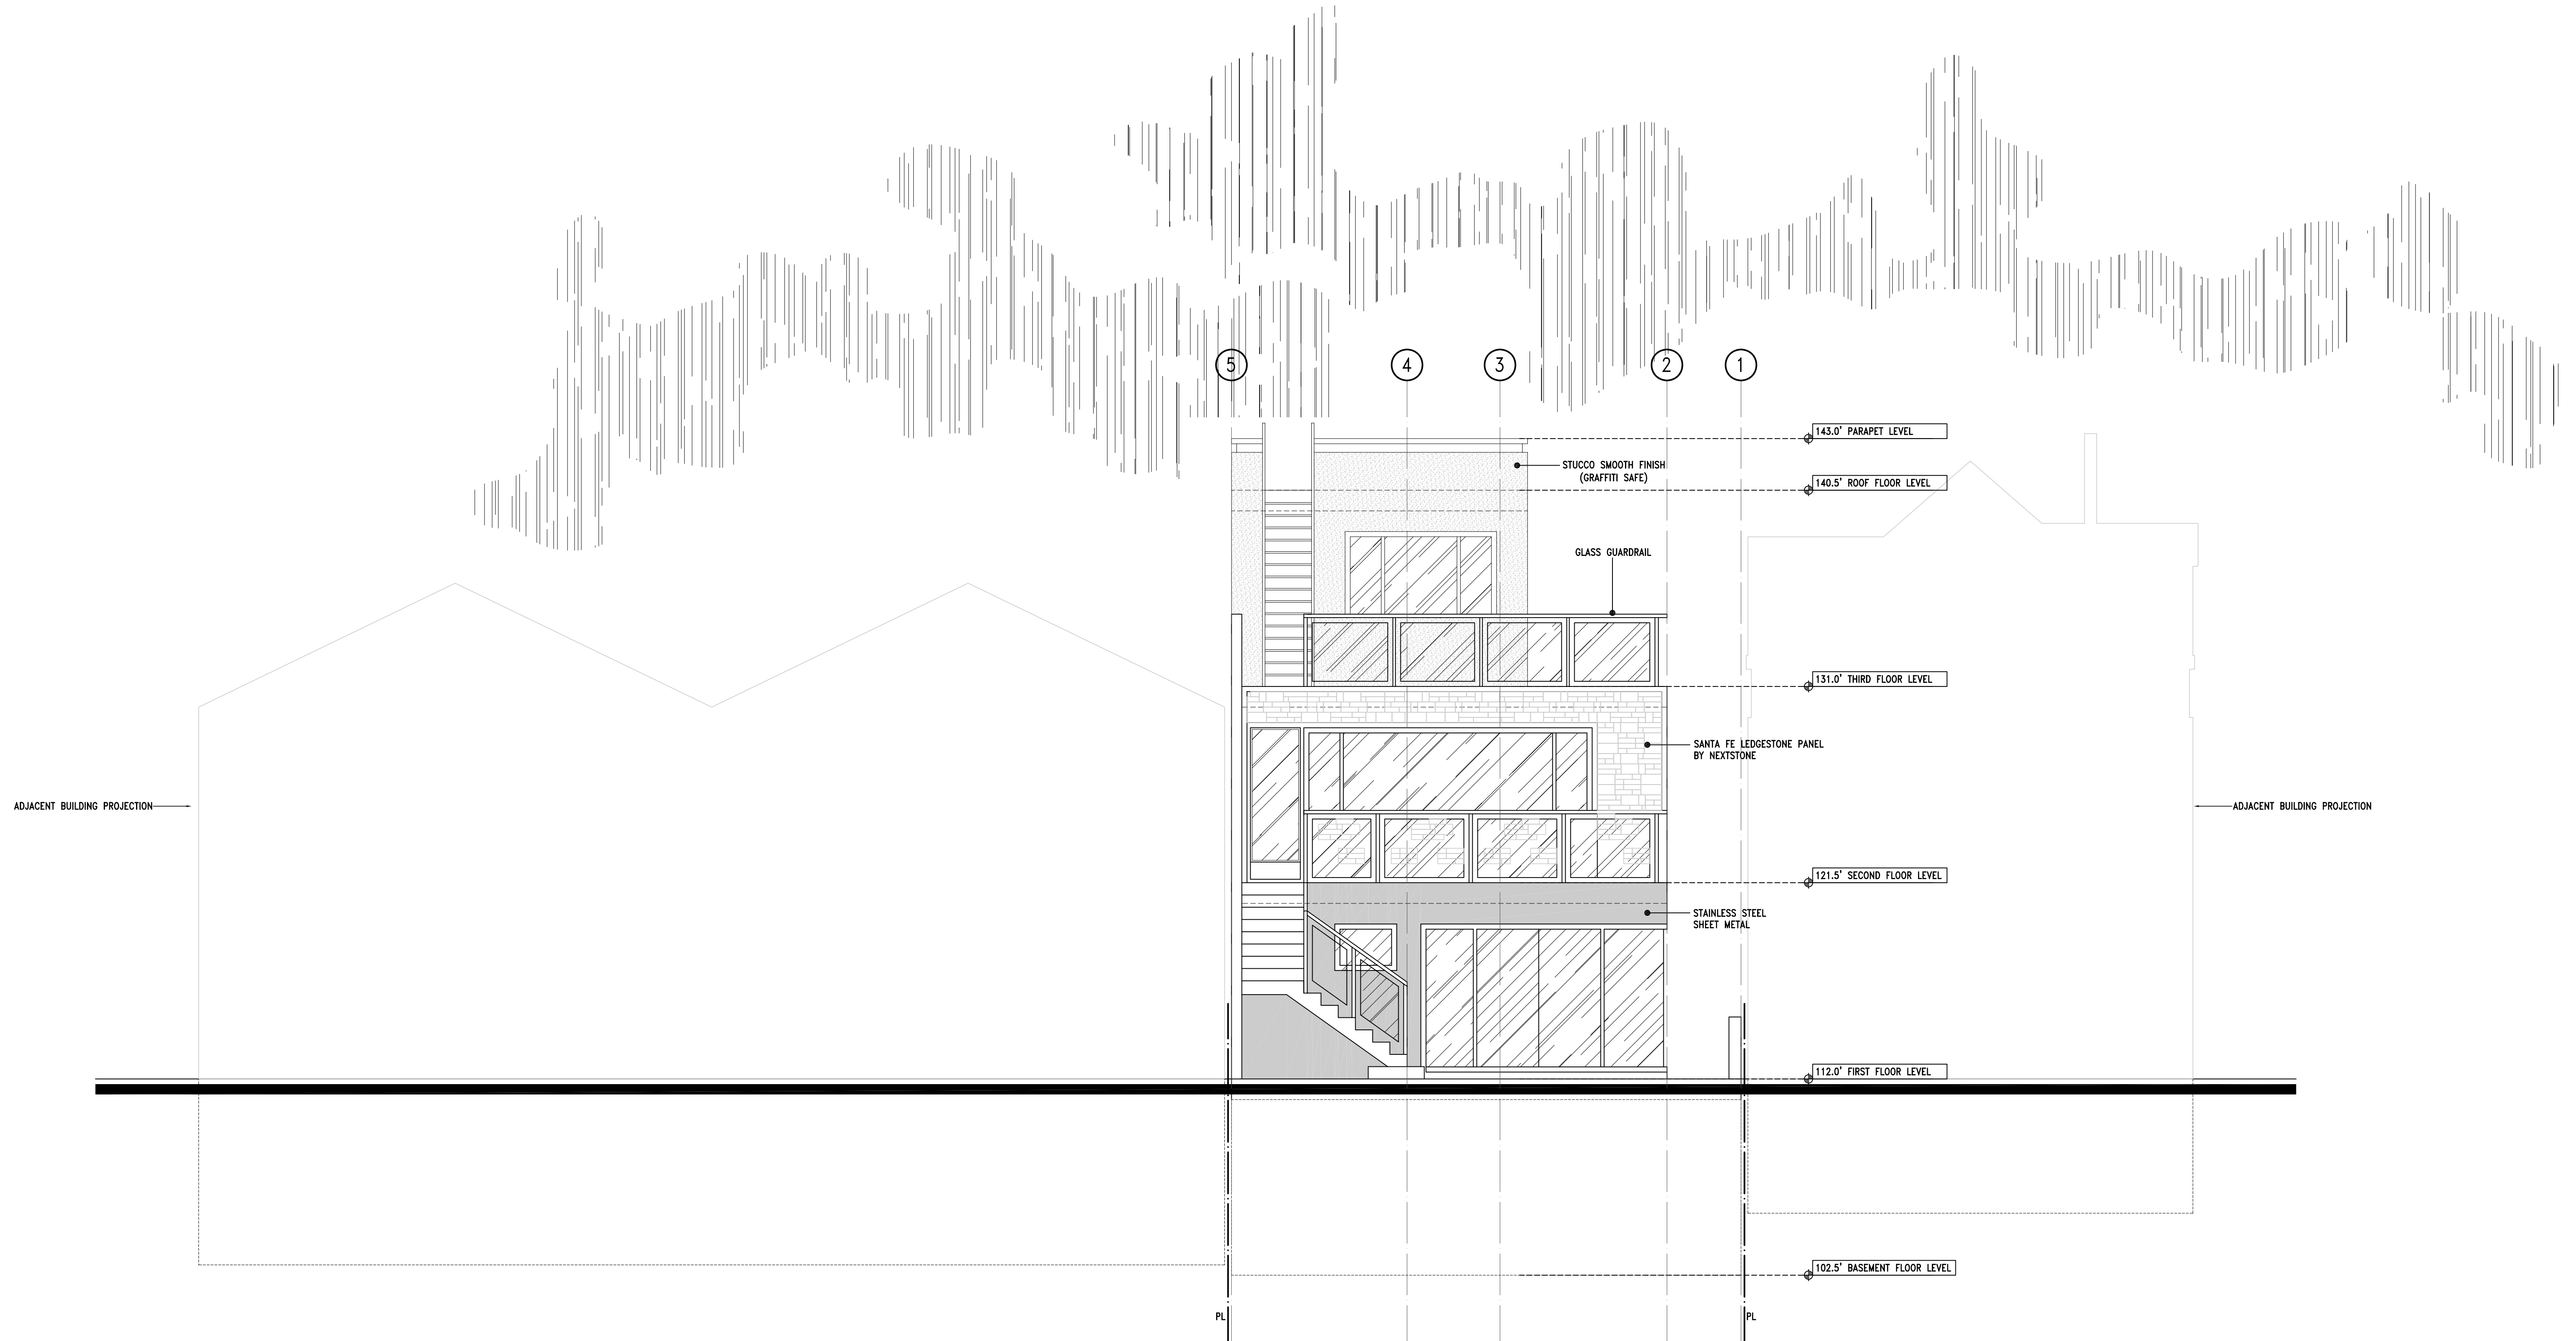 5
4
3
2
1
143.0' PARAPET LEVEL
STUCCO SMOOTH FINISH
(GRAFFITI SAFE)
140.5' ROOF FLOOR LEVEL
GLASS GUARDRAIL
131.0' THIRD FLOOR LEVEL
SANTA FE LEDGESTONE PANEL
BY NEXTSTONE
ADJACENT BUILDING PROJECTION
ADJACENT BUILDING PROJECTION
121.5' SECOND FLOOR LEVEL
STAINLESS STEEL
SHEET METAL
112.0' FIRST FLOOR LEVEL
102.5' BASEMENT FLOOR LEVEL
PL
PL